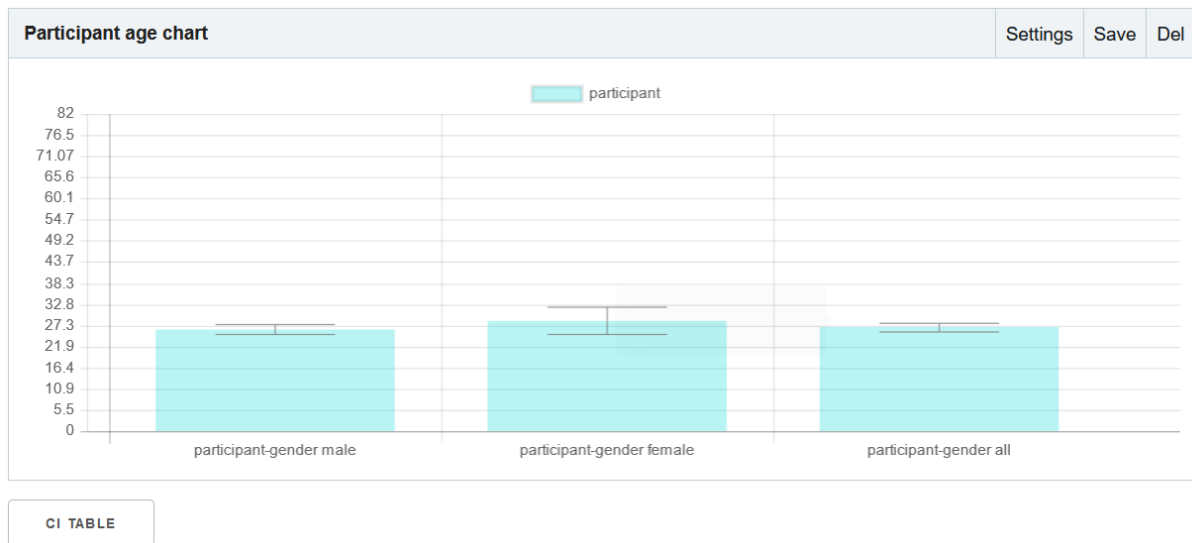 Participant age chart
Settings
Save
Del
participant
82
76.5
71.07
65.6
60.1
54.7
49.2
43.7
38.3
32.8
27.3
21.9
16.4
10.9
5.5
0
participant-gender male
participant-gender female
participant-gender all
CI TABLE